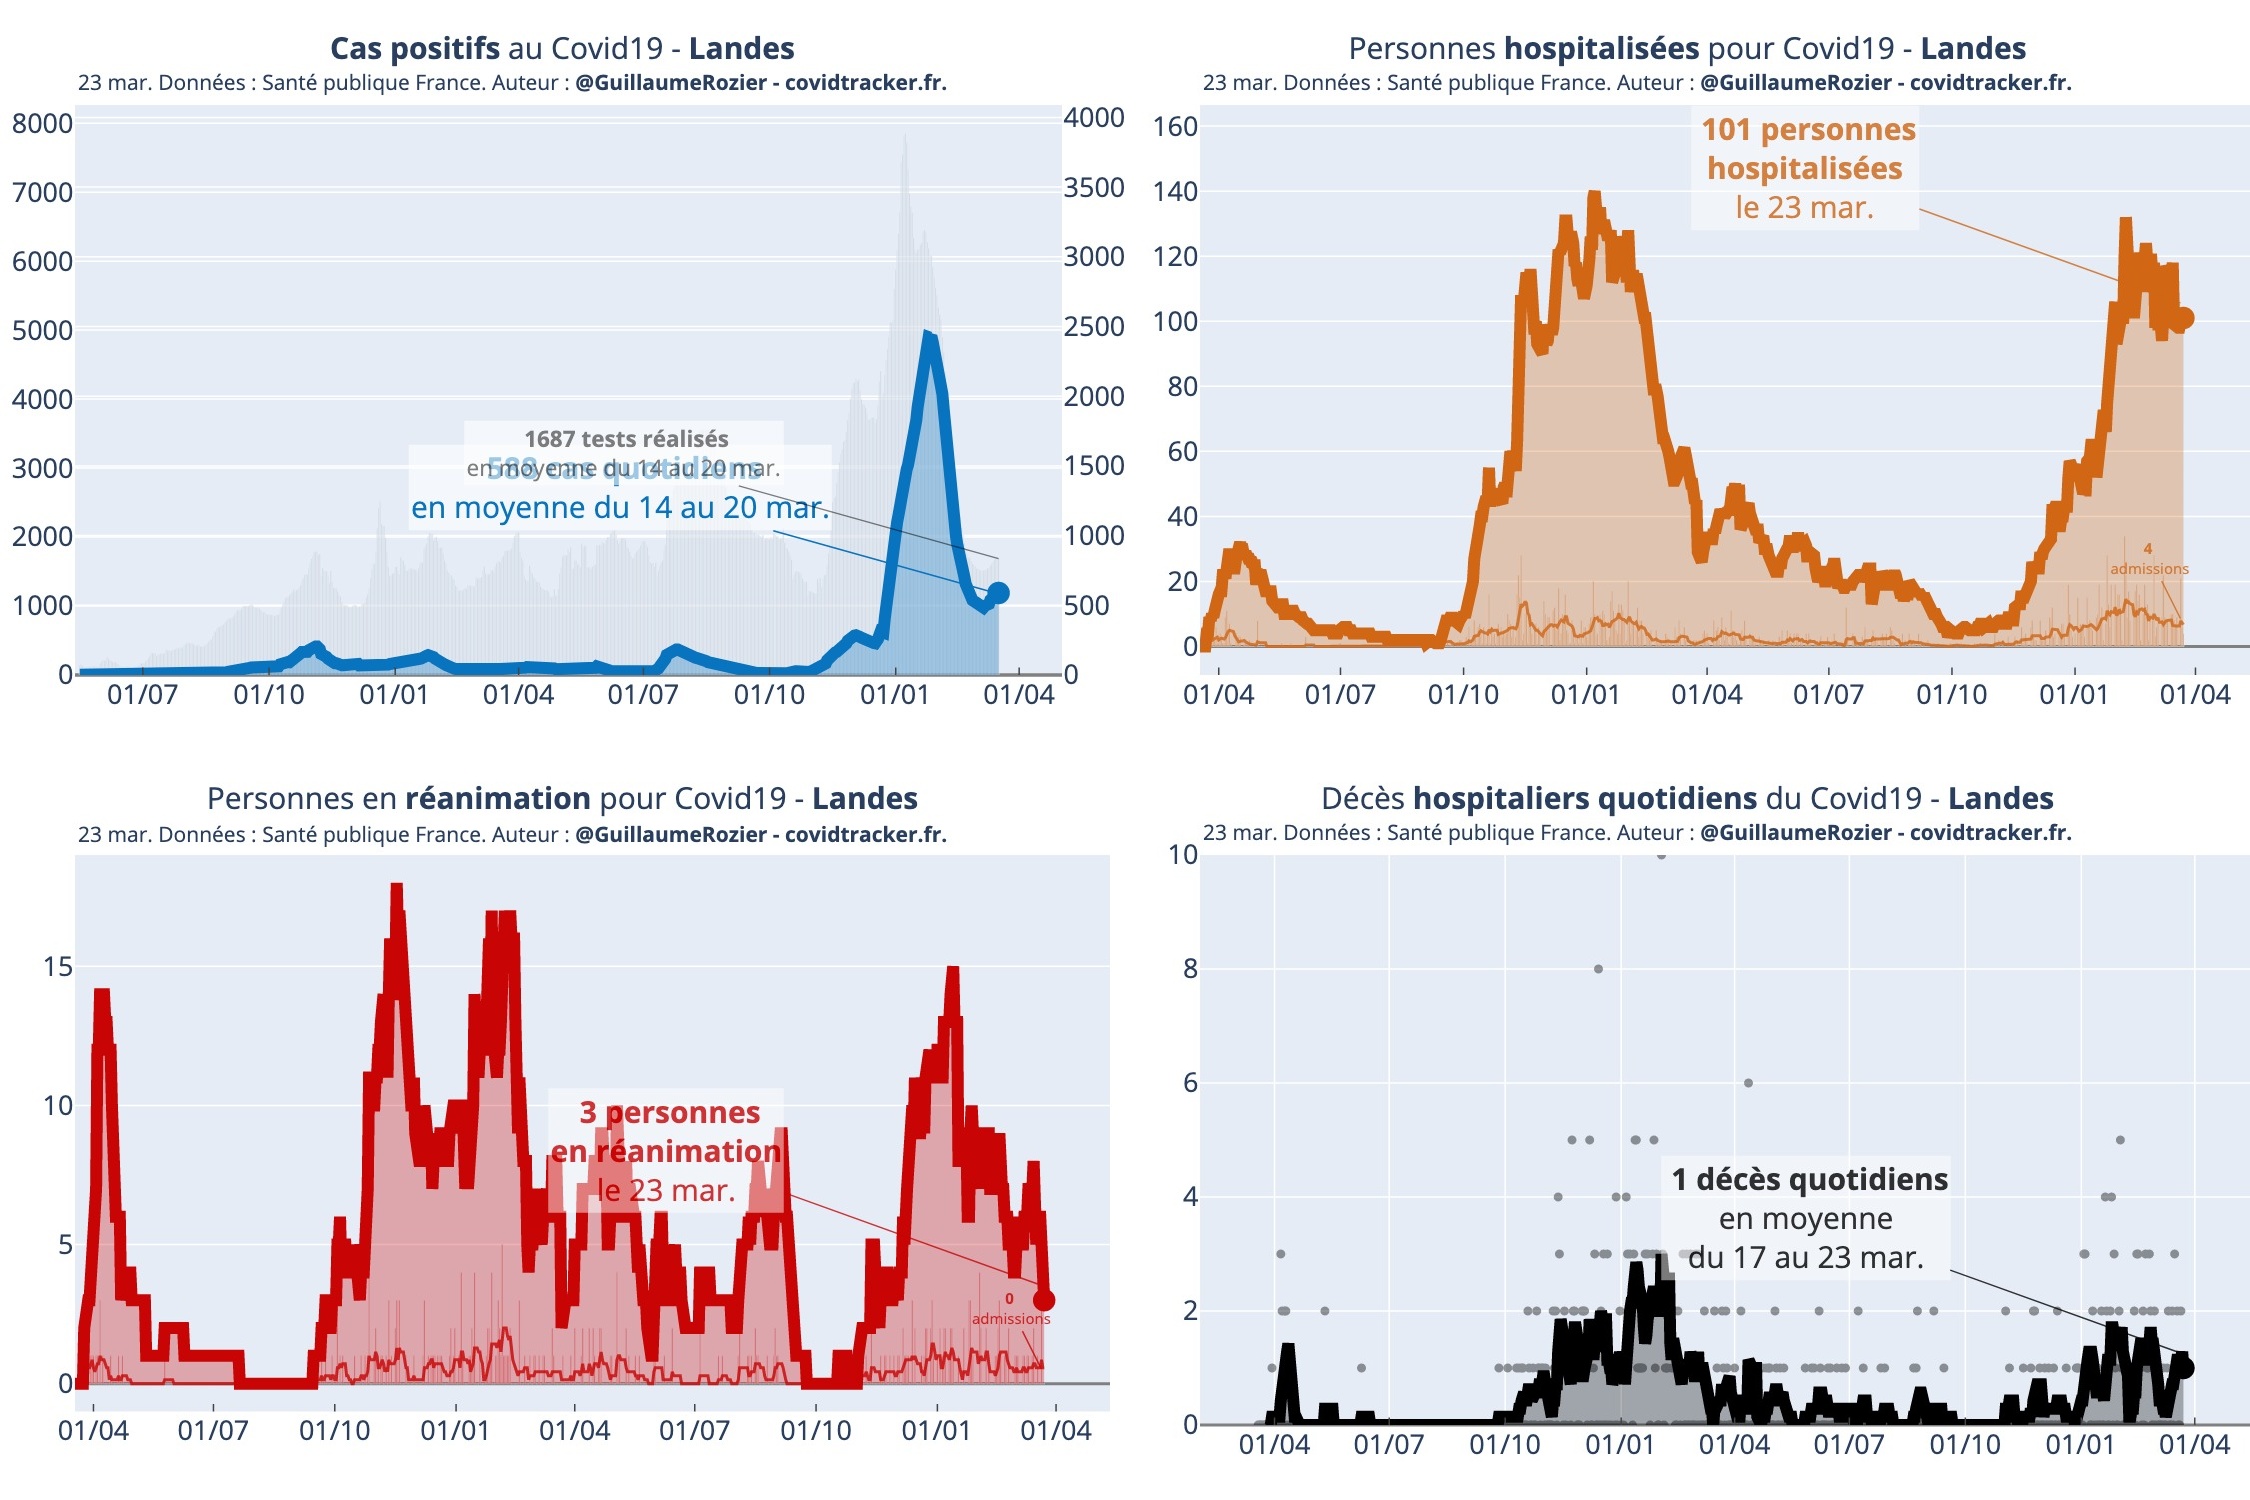 Cas positifs au Covid19 - Landes
23 mar. Données : Santé publique France. Auteur : @GuillaumeRozier - covidtracker.fr.
8000
7000
6000
5000
4000
3000
2000
1000
0
4000
3500
3000
2500
2000
1500
1000
500
0
1687 tests réalisés
en moyenne du 14 au 20 mar.
588 cas quotidiens
en moyenne du 14 au 20 mar.
01/07 01/10 01/01 01/04 01/07 01/10 01/01 01/04
Personnes hospitalisées pour Covid19 - Landes
23 mar. Données : Santé publique France. Auteur : @GuillaumeRozier - covidtracker.fr.
160
140
120
100
80
60
40
20
0
101 personnes
hospitalisées
le 23 mar.
4
admissions
01/04 01/07 01/10 01/01 01/04 01/07 01/10 01/01 01/04
Personnes en réanimation pour Covid19 - Landes
23 mar. Données : Santé publique France. Auteur : @GuillaumeRozier - covidtracker.fr.
15
10
5
0
3 personnes
en réanimation
le 23 mar.
0
admissions
01/04 01/07 01/10 01/01 01/04 01/07 01/10 01/01 01/04
Décès hospitaliers quotidiens du Covid19 - Landes
23 mar. Données : Santé publique France. Auteur : @GuillaumeRozier - covidtracker.fr.
10
8
6
4
2
0
1 décès quotidiens
en moyenne
du 17 au 23 mar.
01/04 01/07 01/10 01/01 01/04 01/07 01/10 01/01 01/04